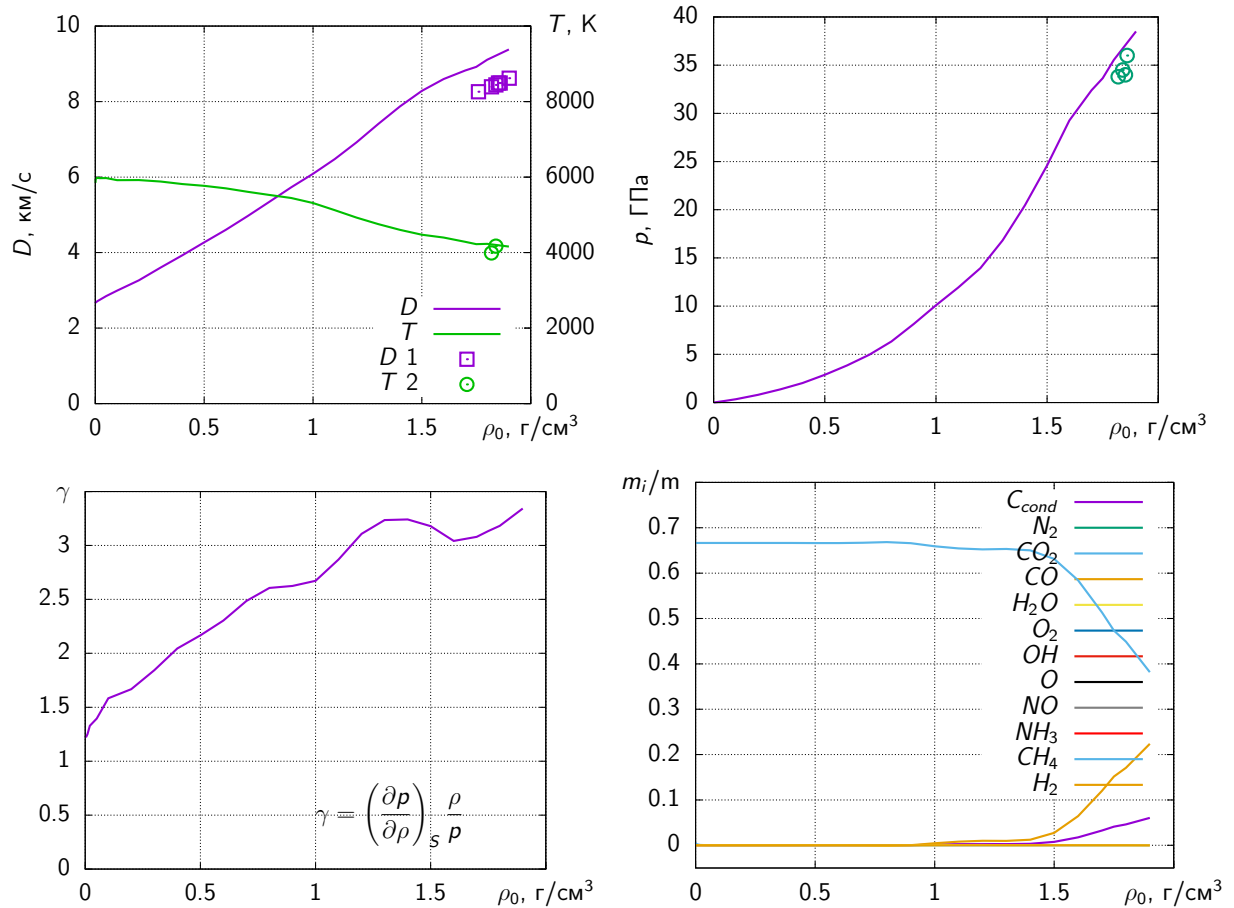 D, км/с
T, K
10
8
6
4
2
0
8000
6000
4000
2000
0
D
T
D 1
T 2
0
0.5
1
1.5
ρ₀, г/см³
p, ГПа
40
35
30
25
20
15
10
5
0
0
0.5
1
1.5
ρ₀, г/см³
γ
3
2.5
2
1.5
1
0.5
0
γ = (∂p/∂ρ)_S ρ/p
0
0.5
1
1.5
ρ₀, г/см³
mᵢ/m
0.7
0.6
0.5
0.4
0.3
0.2
0.1
0
C_cond
N₂
CO₂
CO
H₂O
O₂
OH
O
NO
NH₃
CH₄
H₂
0
0.5
1
1.5
ρ₀, г/см³